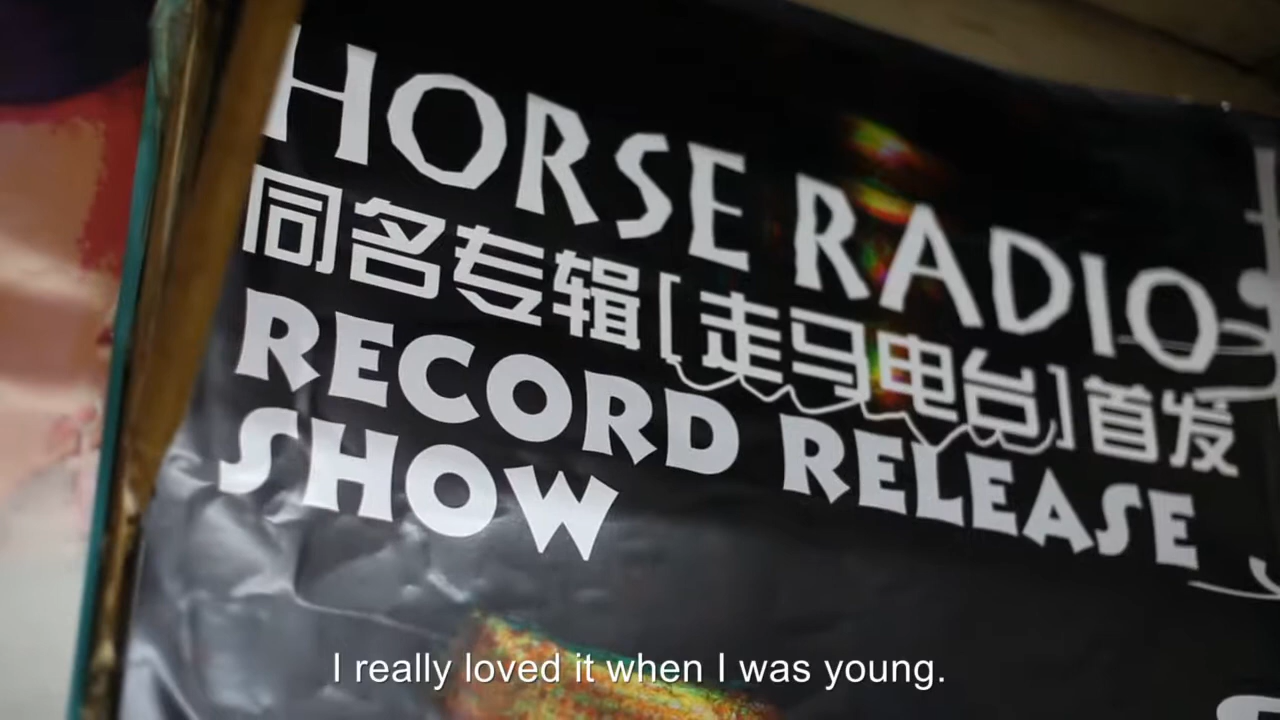 HORSE RADIO
同名专辑[走马电台]首发
RECORD RELEASE
SHOW
I really loved it when I was young.